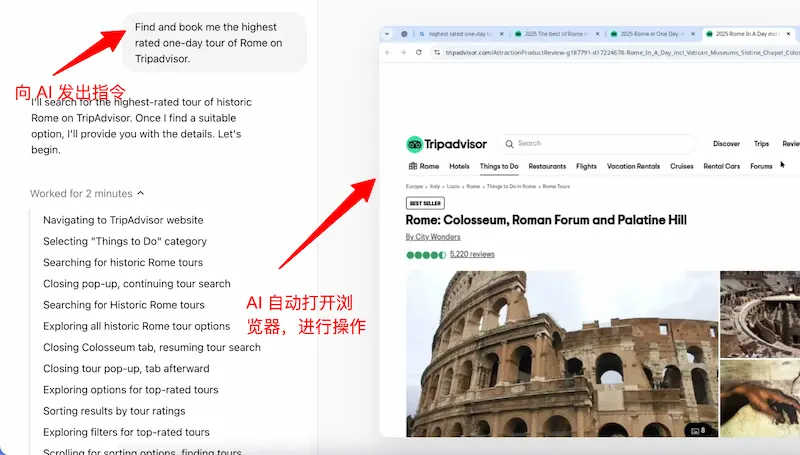 Find and book me the highest
rated one-day tour of Rome on
Tripadvisor.
向 AI 发出指令
I'll search for the highest-rated tour of historic
Rome on TripAdvisor. Once I find a suitable
option, I'll provide you with the details. Let's
begin.
Worked for 2 minutes
Navigating to TripAdvisor website
Selecting "Things to Do" category
Searching for historic Rome tours
Closing pop-up, continuing tour search
Searching for Historic Rome tours
Exploring all historic Rome tour options
Closing Colosseum tab, resuming tour search
Closing tour pop-up, tab afterward
Exploring options for top-rated tours
Sorting results by tour ratings
Exploring filters for top-rated tours
Scrolling for sorting options, finding tours
AI 自动打开浏
览器，进行操作
highest rated one-day to
2025 The best of Rome in
2025 Rome in One Day:
2025 Rome In A Day incl
tripadvisor.com/AttractionProductReview-g187791-d17224678-Rome_In_A_Day_incl_Vatican_Museums_Sistine_Chapel_Colos
Tripadvisor
Search
Discover
Trips
Revie
Rome
Hotels
Things to Do
Restaurants
Flights
Vacation Rentals
Cruises
Rental Cars
Forums
Europe
Italy
Lazio
Rome
Things to Do in Rome
Rome Tours
BEST SELLER
Rome: Colosseum, Roman Forum and Palatine Hill
By City Wonders
5,220 reviews
8